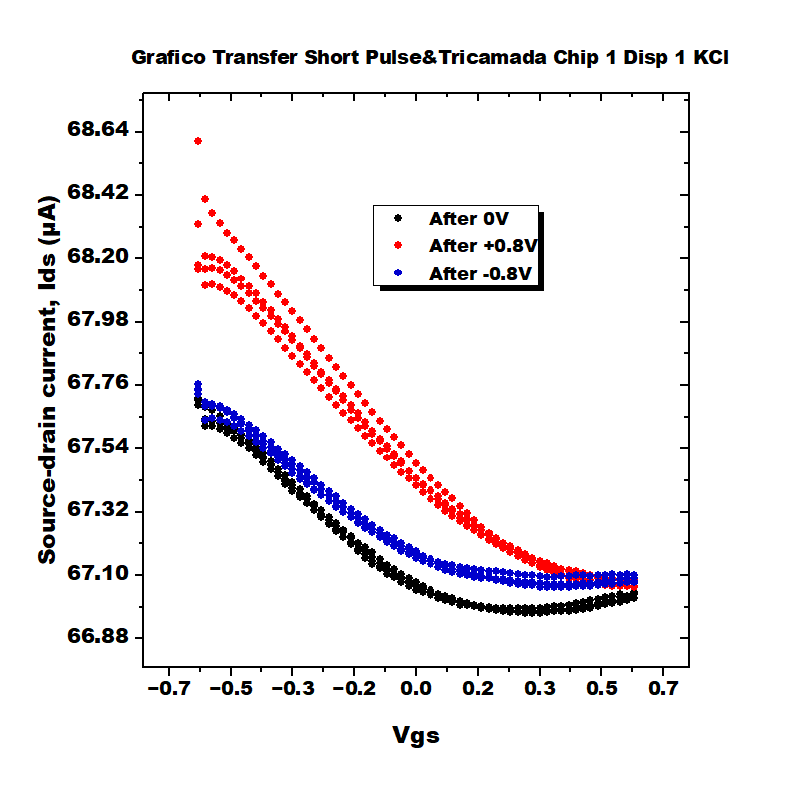 Grafico Transfer Short Pulse&Tricamada Chip 1 Disp 1 KCl
68.64
68.42
68.20
67.98
67.76
67.54
67.32
67.10
66.88
Source-drain current, Ids (µA)
After 0V
After +0.8V
After -0.8V
−0.7 −0.5 −0.3 −0.2 0.0 0.2 0.3 0.5 0.7
Vgs